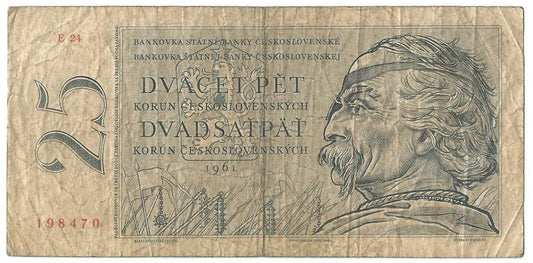 E 24
BANKOVKA STÁTNÍ BANKY ČESKOSLOVENSKÉ
BANKOVKA ŠTÁTNEJ BANKY ČESKOSLOVENSKEJ
25
DVACET PĚT
KORUN ČESKOSLOVENSKÝCH
DVADSAŤPÄŤ
KORÚN ČESKOSLOVENSKÝCH
1961
198470